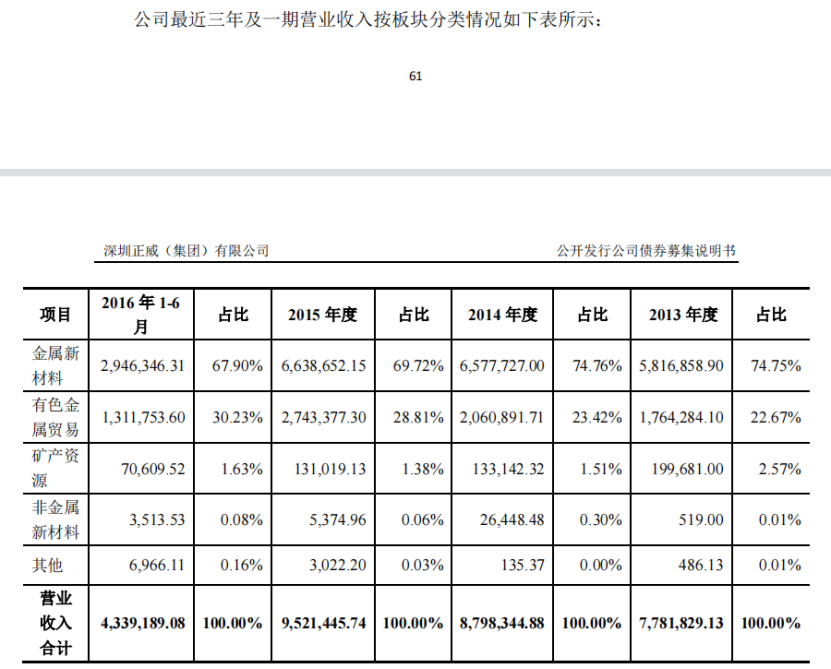 公司最近三年及一期营业收入按板块分类情况如下表所示：
61
深圳正威（集团）有限公司 公开发行公司债券募集说明书
项目 2016 年 1-6 月 占比 2015 年度 占比 2014 年度 占比 2013 年度 占比
金属新材料 2,946,346.31 67.90% 6,638,652.15 69.72% 6,577,727.00 74.76% 5,816,858.90 74.75%
有色金属贸易 1,311,753.60 30.23% 2,743,377.30 28.81% 2,060,891.71 23.42% 1,764,284.10 22.67%
矿产资源 70,609.52 1.63% 131,019.13 1.38% 133,142.32 1.51% 199,681.00 2.57%
非金属新材料 3,513.53 0.08% 5,374.96 0.06% 26,448.48 0.30% 519.00 0.01%
其他 6,966.11 0.16% 3,022.20 0.03% 135.37 0.00% 486.13 0.01%
营业收入合计 4,339,189.08 100.00% 9,521,445.74 100.00% 8,798,344.88 100.00% 7,781,829.13 100.00%